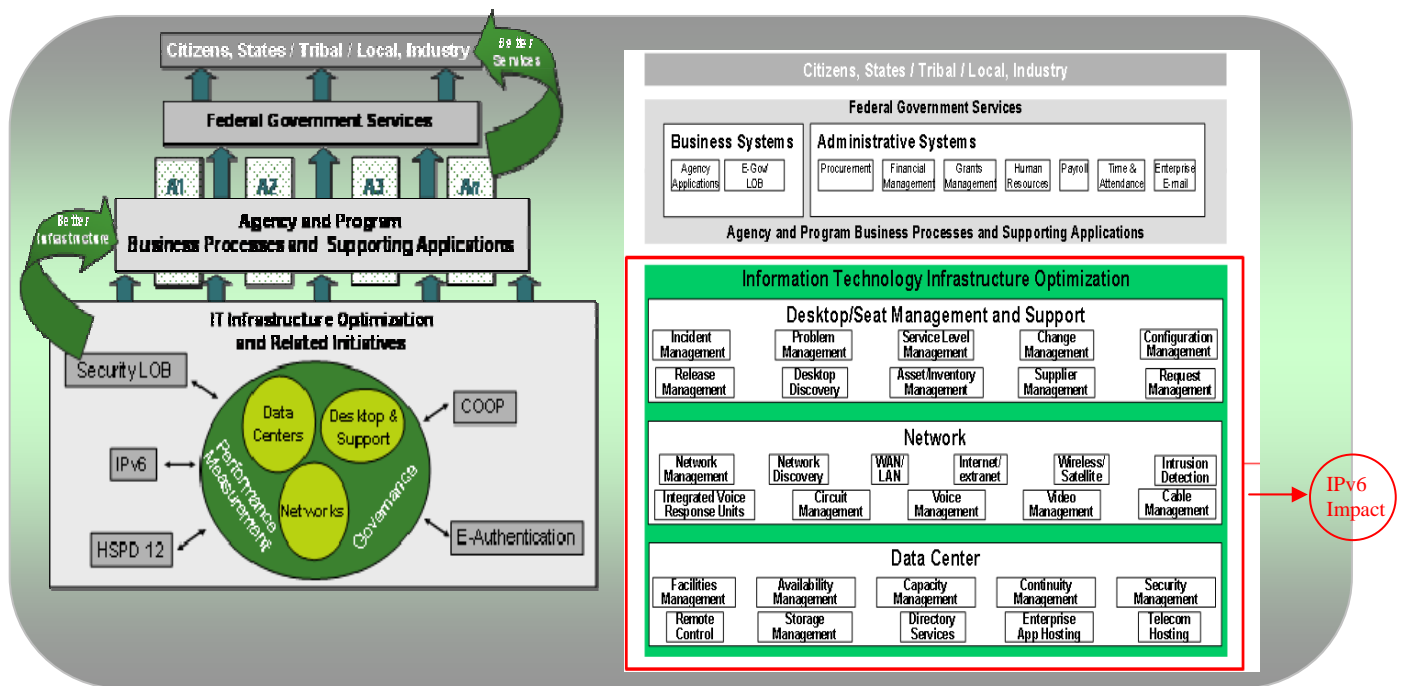 Citizens, States / Tribal / Local, Industry
Better
Services
Federal Government Services
A1
A2
A3
An
Better
Infrastructure
Agency and Program
Business Processes and Supporting Applications
IT Infrastructure Optimization
and Related Initiatives
Security LOB
IPv6
HSPD 12
COOP
E-Authentication
Data
Centers
Desktop &
Support
Networks
Performance
Measurement
Governance
Citizens, States / Tribal / Local, Industry
Federal Government Services
Business Systems
Agency
Applications
E-Gov/
LOB
Administrative Systems
Procurement
Financial
Management
Grants
Management
Human
Resources
Payroll
Time &
Attendance
Enterprise
E-mail
Agency and Program Business Processes and Supporting Applications
Information Technology Infrastructure Optimization
Desktop/Seat Management and Support
Incident
Management
Problem
Management
Service Level
Management
Change
Management
Configuration
Management
Release
Management
Desktop
Discovery
Asset/Inventory
Management
Supplier
Management
Request
Management
Network
Network
Management
Network
Discovery
WAN/
LAN
Internet/
extranet
Wireless/
Satellite
Intrusion
Detection
Integrated Voice
Response Units
Circuit
Management
Voice
Management
Video
Management
Cable
Management
Data Center
Facilities
Management
Availability
Management
Capacity
Management
Continuity
Management
Security
Management
Remote
Control
Storage
Management
Directory
Services
Enterprise
App Hosting
Telecom
Hosting
IPv6
Impact